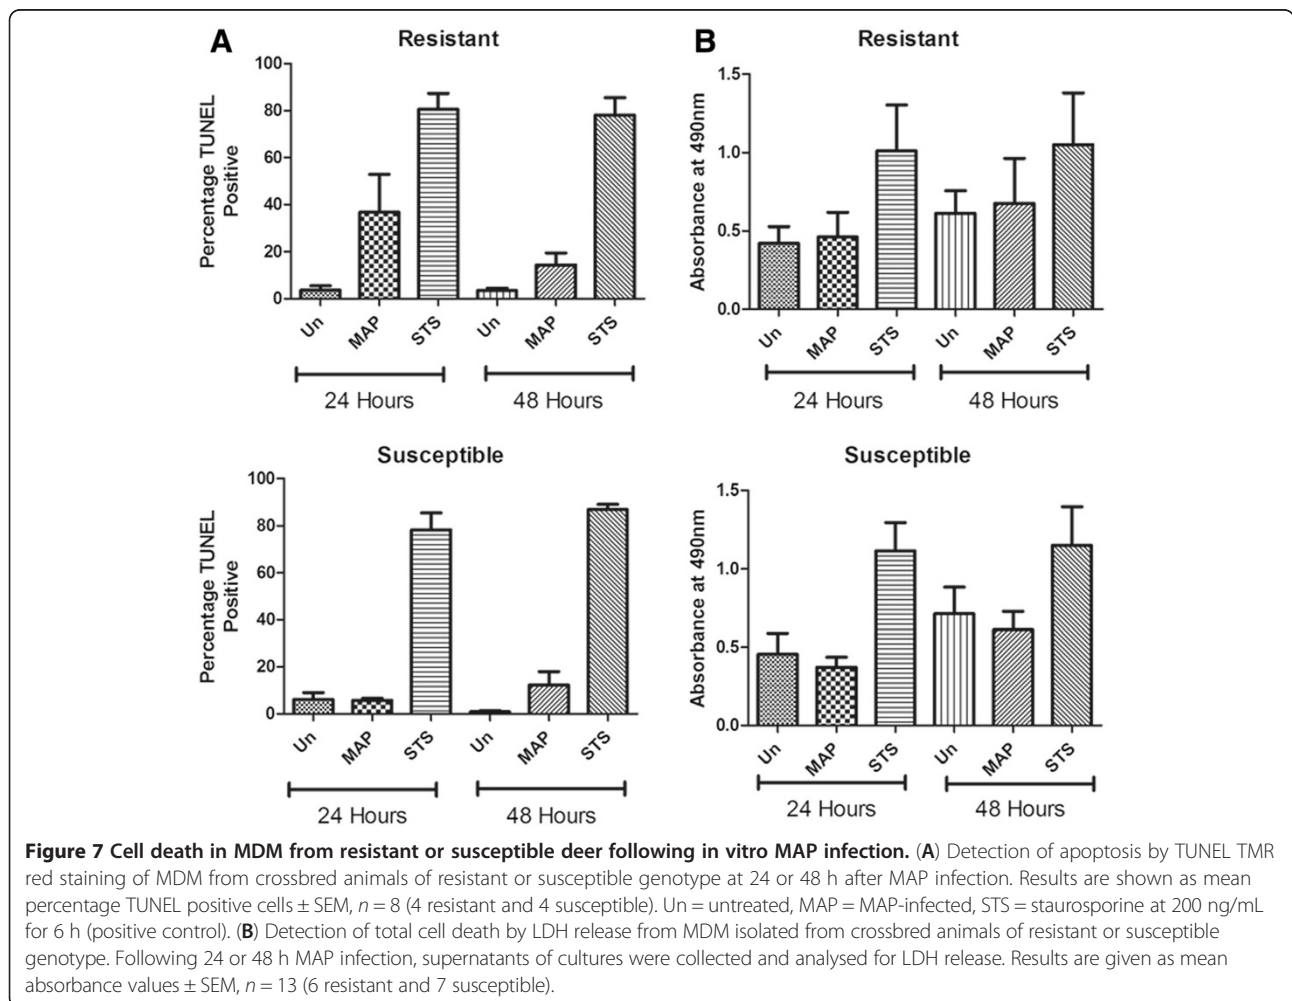 A
Resistant
Percentage TUNEL
Positive
100
80
60
40
20
0
Un
MAP
STS
Un
MAP
STS
24 Hours
48 Hours
B
Resistant
Absorbance at 490nm
1.5
1.0
0.5
0.0
Un
MAP
STS
Un
MAP
STS
24 Hours
48 Hours
Susceptible
Percentage TUNEL
Positive
100
80
60
40
20
0
Un
MAP
STS
Un
MAP
STS
24 Hours
48 Hours
Susceptible
Absorbance at 490nm
1.5
1.0
0.5
0.0
Un
MAP
STS
Un
MAP
STS
24 Hours
48 Hours
Figure 7 Cell death in MDM from resistant or susceptible deer following in vitro MAP infection. (A) Detection of apoptosis by TUNEL TMR
red staining of MDM from crossbred animals of resistant or susceptible genotype at 24 or 48 h after MAP infection. Results are shown as mean
percentage TUNEL positive cells ± SEM, n = 8 (4 resistant and 4 susceptible). Un = untreated, MAP = MAP-infected, STS = staurosporine at 200 ng/mL
for 6 h (positive control). (B) Detection of total cell death by LDH release from MDM isolated from crossbred animals of resistant or susceptible
genotype. Following 24 or 48 h MAP infection, supernatants of cultures were collected and analysed for LDH release. Results are given as mean
absorbance values ± SEM, n = 13 (6 resistant and 7 susceptible).